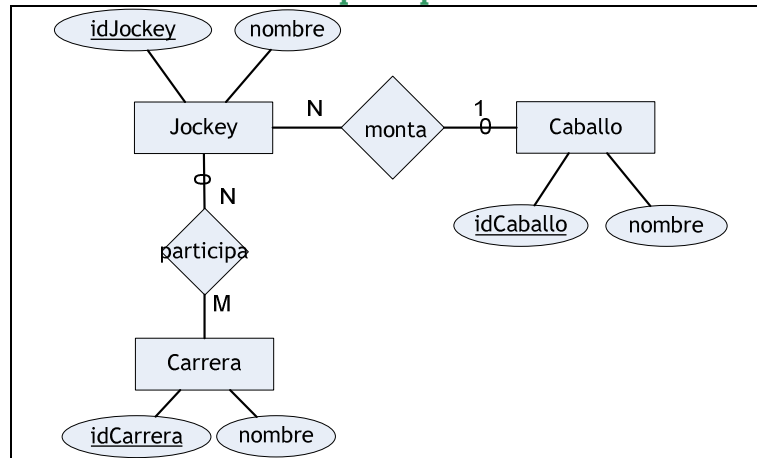 idJockey nombre
N 1
Jockey monta 0 Caballo
0
N
idCaballo nombre
participa
M
Carrera
idCarrera nombre